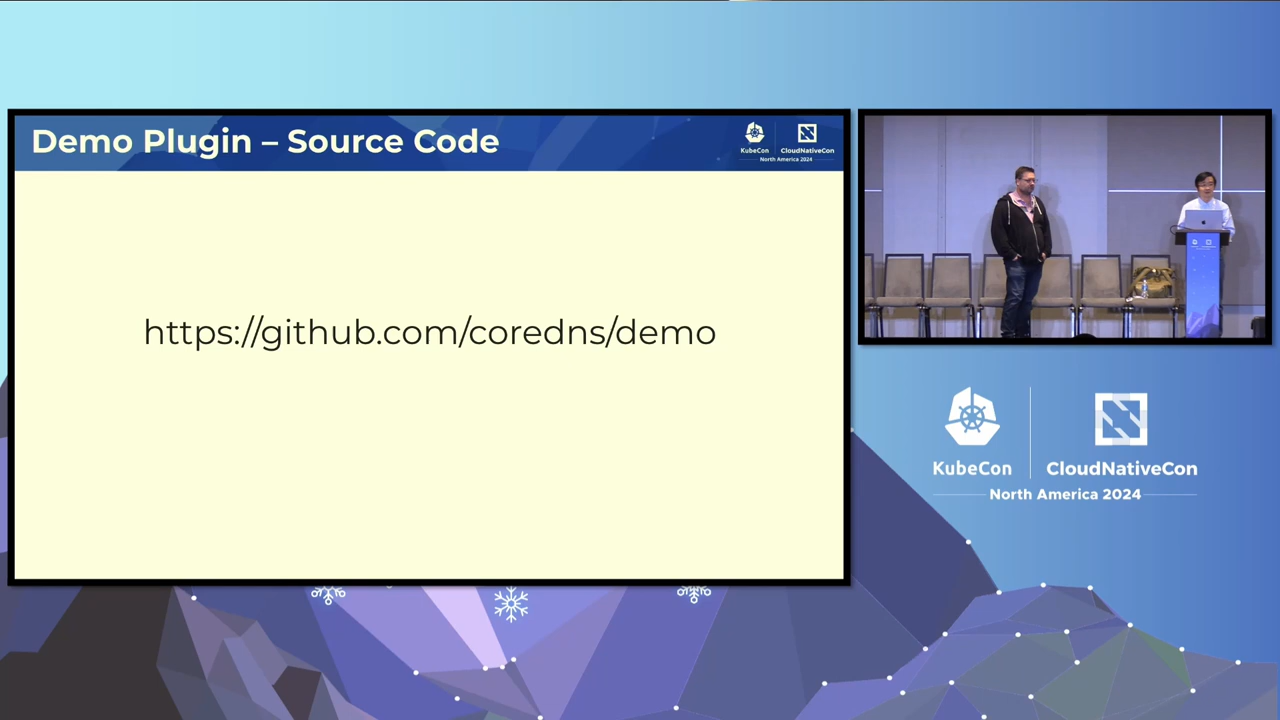 Demo Plugin – Source Code
KubeCon
CloudNativeCon
North America 2024
https://github.com/coredns/demo
KubeCon
CloudNativeCon
North America 2024